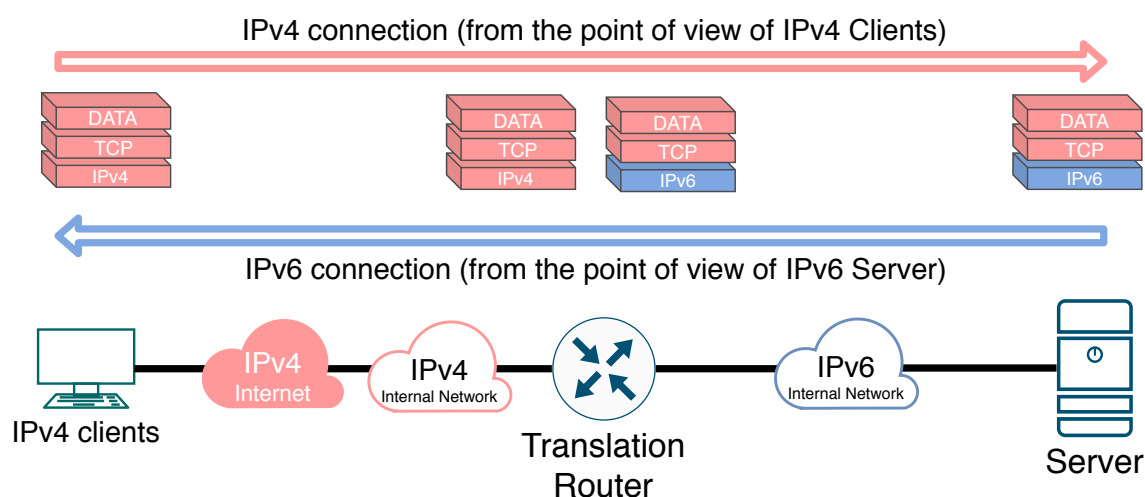 IPv4 connection (from the point of view of IPv4 Clients)
DATA
TCP
IPv4
DATA
TCP
IPv4
DATA
TCP
IPv6
DATA
TCP
IPv6
IPv6 connection (from the point of view of IPv6 Server)
IPv4
Internet
IPv4
Internal Network
IPv6
Internal Network
IPv4 clients
Translation
Router
Server